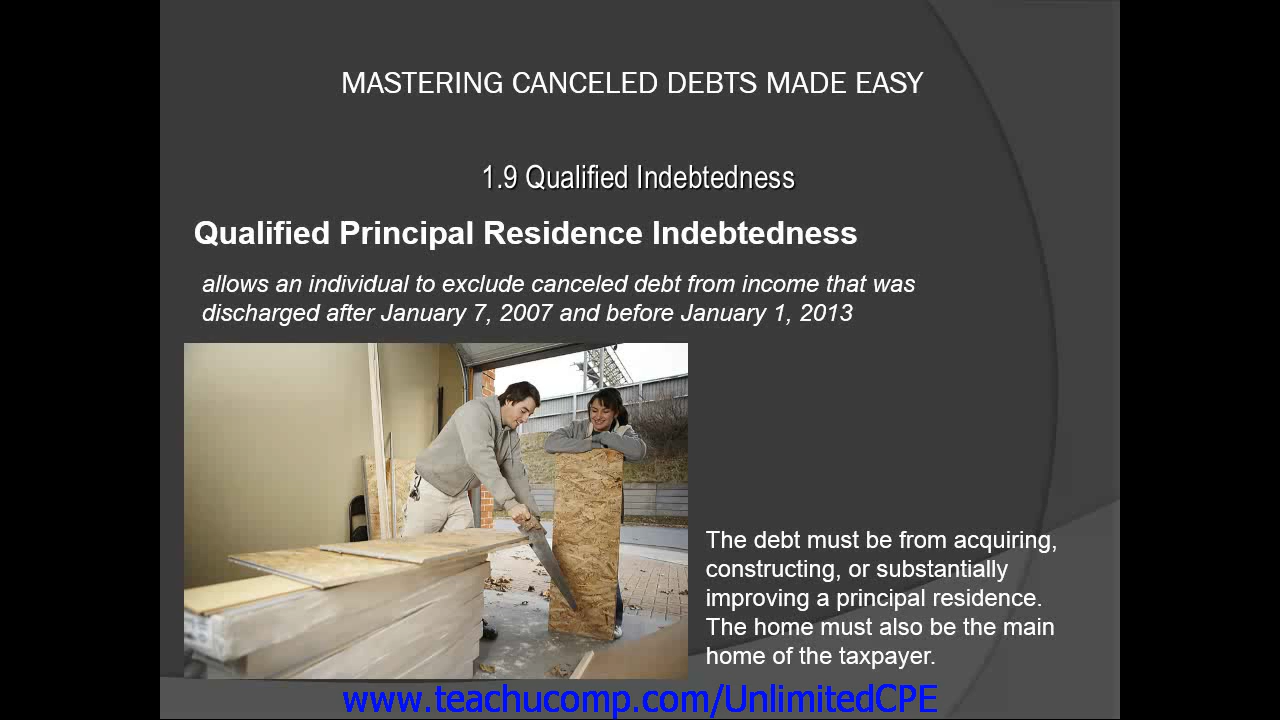 MASTERING CANCELED DEBTS MADE EASY
1.9 Qualified Indebtedness
Qualified Principal Residence Indebtedness
allows an individual to exclude canceled debt from income that was
discharged after January 7, 2007 and before January 1, 2013
The debt must be from acquiring,
constructing, or substantially
improving a principal residence.
The home must also be the main
home of the taxpayer.
www.teachucomp.com/UnlimitedCPE